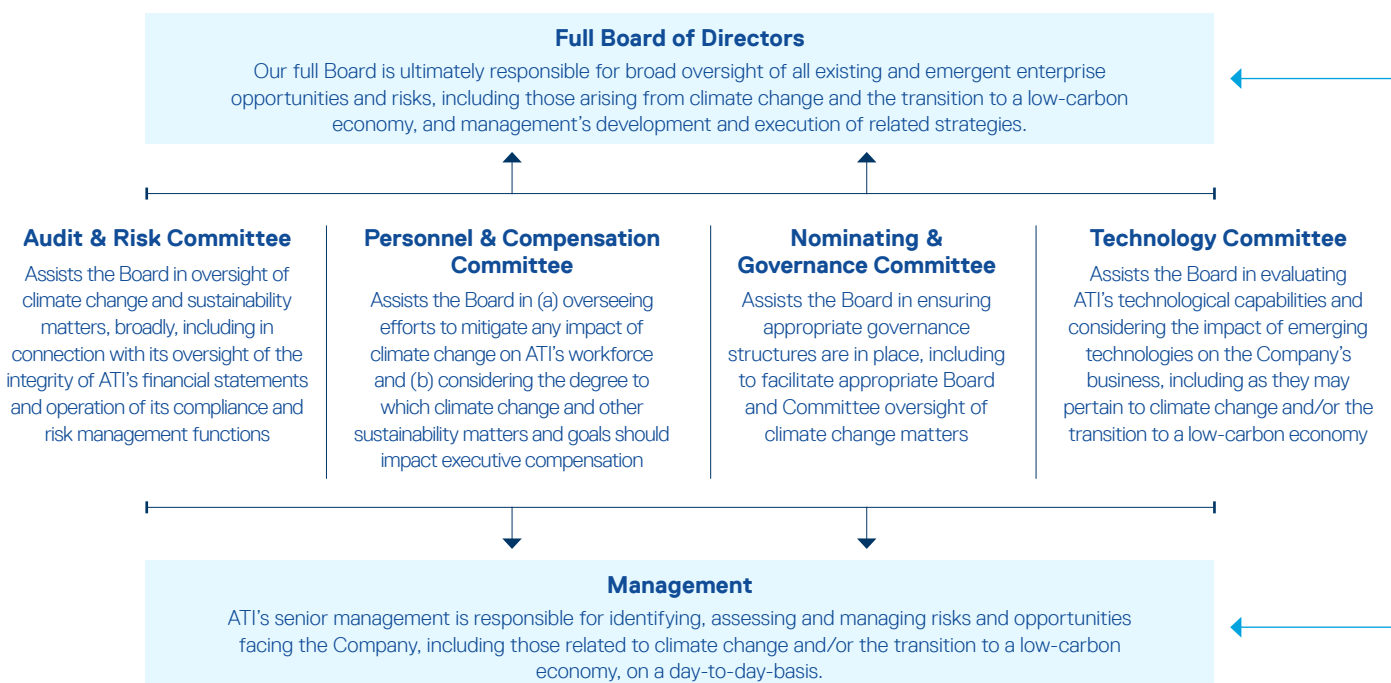 Full Board of Directors
Our full Board is ultimately responsible for broad oversight of all existing and emergent enterprise
opportunities and risks, including those arising from climate change and the transition to a low-carbon
economy, and management’s development and execution of related strategies.
Audit & Risk Committee
Assists the Board in oversight of
climate change and sustainability
matters, broadly, including in
connection with its oversight of the
integrity of ATI’s financial statements
and operation of its compliance and
risk management functions
Personnel & Compensation
Committee
Assists the Board in (a) overseeing
efforts to mitigate any impact of
climate change on ATI’s workforce
and (b) considering the degree to
which climate change and other
sustainability matters and goals should
impact executive compensation
Nominating &
Governance Committee
Assists the Board in ensuring
appropriate governance
structures are in place, including
to facilitate appropriate Board
and Committee oversight of
climate change matters
Technology Committee
Assists the Board in evaluating
ATI’s technological capabilities and
considering the impact of emerging
technologies on the Company’s
business, including as they may
pertain to climate change and/or the
transition to a low-carbon economy
Management
ATI’s senior management is responsible for identifying, assessing and managing risks and opportunities
facing the Company, including those related to climate change and/or the transition to a low-carbon
economy, on a day-to-day-basis.